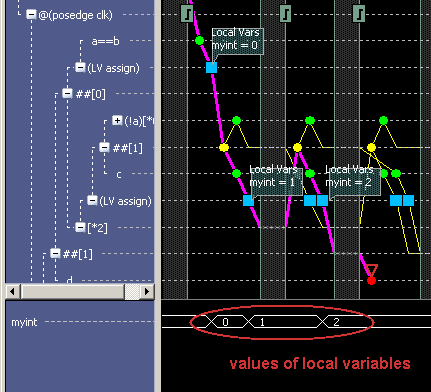 @(posedge clk)
a==b
Local Vars
myint = 0
(LV assign)
##[0]
(!a)[*0
##[1]
c
Local Vars
myint = 1
Local Vars
myint = 2
(LV assign)
[*2]
##[1]
d
myint
0
1
2
values of local variables